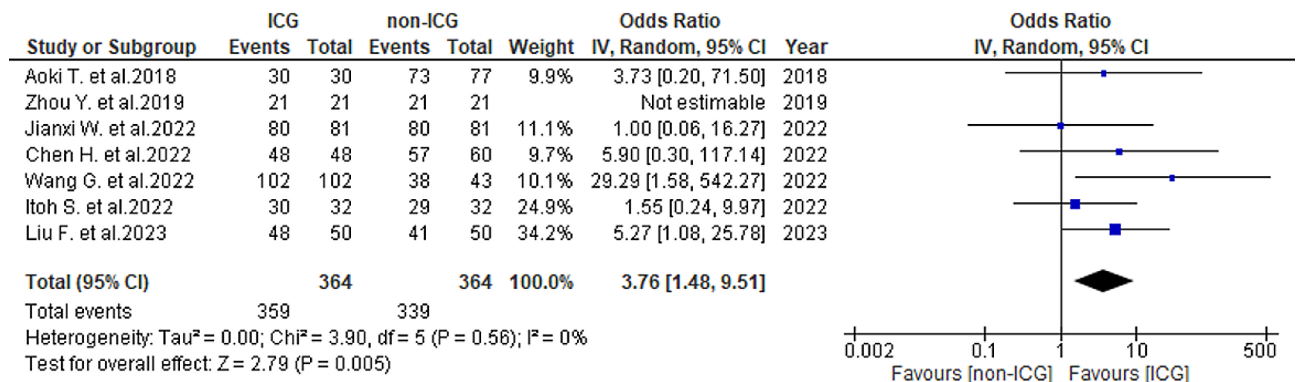 ICG non-ICG Odds Ratio Odds Ratio
Study or Subgroup Events Total Events Total Weight IV, Random, 95% CI Year IV, Random, 95% CI
Aoki T. et al.2018 30 30 73 77 9.9% 3.73 [0.20, 71.50] 2018
Zhou Y. et al.2019 21 21 21 21 Not estimable 2019
Jianxi W. et al.2022 80 81 80 81 11.1% 1.00 [0.06, 16.27] 2022
Chen H. et al.2022 48 48 57 60 9.7% 5.90 [0.30, 117.14] 2022
Wang G. et al.2022 102 102 38 43 10.1% 29.29 [1.58, 542.27] 2022
Itoh S. et al.2022 30 32 29 32 24.9% 1.55 [0.24, 9.97] 2022
Liu F. et al.2023 48 50 41 50 34.2% 5.27 [1.08, 25.78] 2023
Total (95% CI) 364 364 100.0% 3.76 [1.48, 9.51]
Total events 359 339
Heterogeneity: Tau² = 0.00; Chi² = 3.90, df = 5 (P = 0.56); I² = 0%
Test for overall effect: Z = 2.79 (P = 0.005)
0.002 0.1 1 10 500
Favours [non-ICG] Favours [ICG]